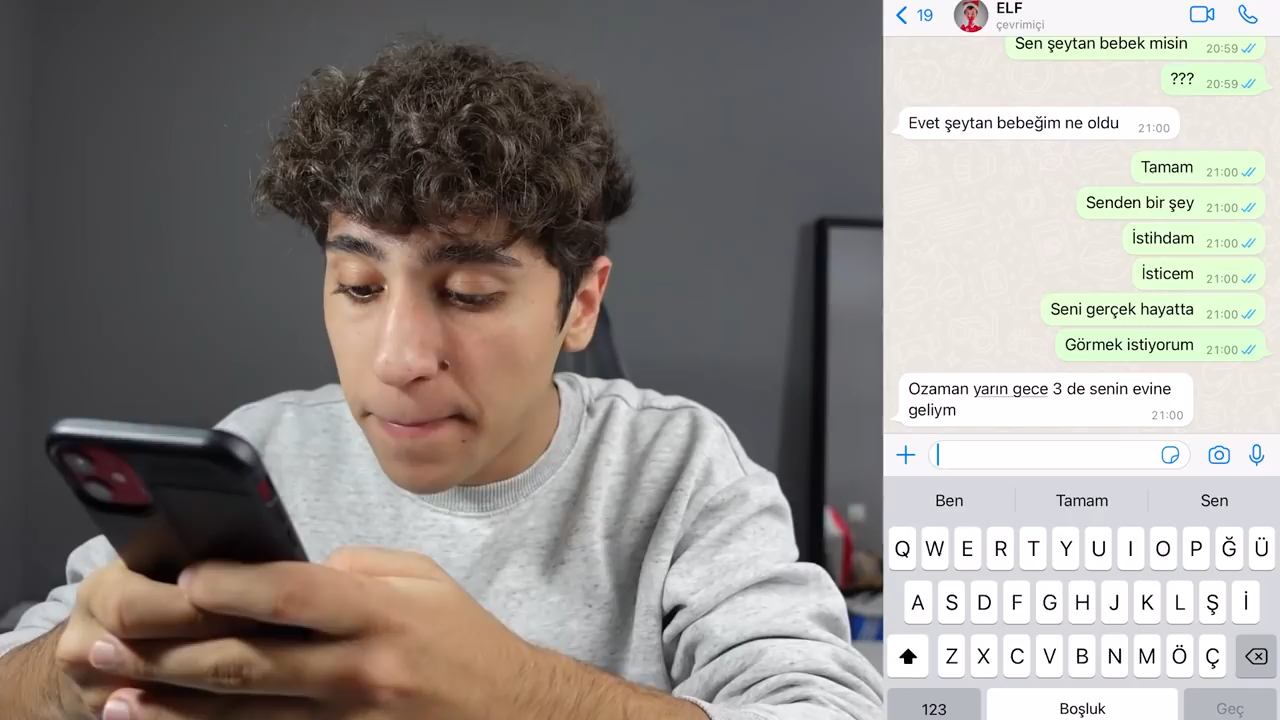 19
ELF
çevrimiçi
Sen şeytan bebek misin 20:59
??? 20:59
Evet şeytan bebeğim ne oldu 21:00
Tamam 21:00
Senden bir şey 21:00
İstihdam 21:00
İsticem 21:00
Seni gerçek hayatta 21:00
Görmek istiyorum 21:00
Ozaman yarın gece 3 de senin evine
geliym 21:00
Ben Tamam Sen
Q W E R T Y U I O P Ğ Ü
A S D F G H J K L Ş İ
Z X C V B N M Ö Ç
123 Boşluk Geç